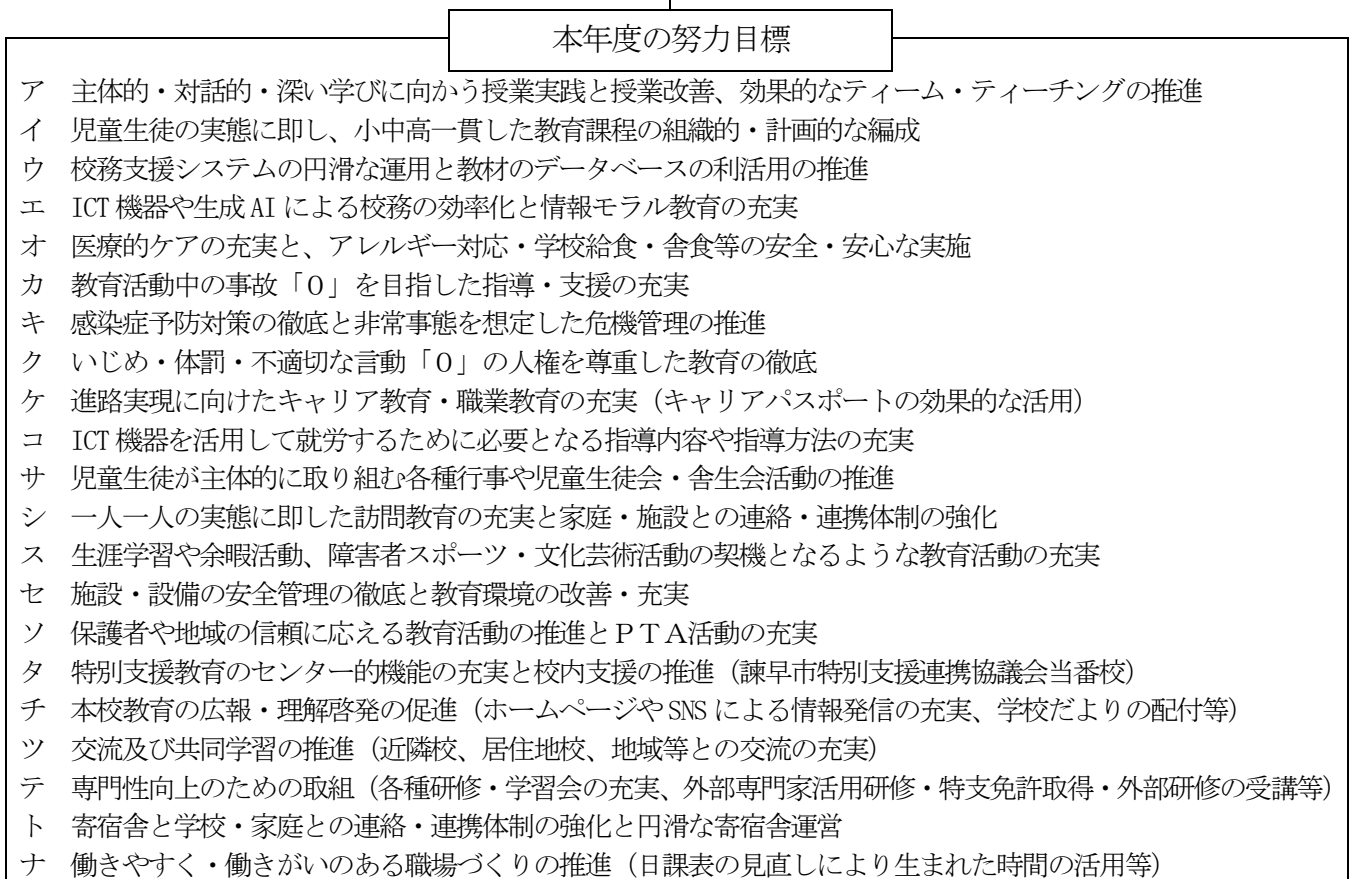 本年度の努力目標
ア 主体的・対話的・深い学びに向かう授業実践と授業改善、効果的なティーム・ティーチングの推進
イ 児童生徒の実態に即し、小中高一貫した教育課程の組織的・計画的な編成
ウ 校務支援システムの円滑な運用と教材のデータベースの利活用の推進
エ ICT 機器や生成 AI による校務の効率化と情報モラル教育の充実
オ 医療的ケアの充実と、アレルギー対応・学校給食・舎食等の安全・安心な実施
カ 教育活動中の事故「０」を目指した指導・支援の充実
キ 感染症予防対策の徹底と非常事態を想定した危機管理の推進
ク いじめ・体罰・不適切な言動「０」の人権を尊重した教育の徹底
ケ 進路実現に向けたキャリア教育・職業教育の充実（キャリアパスポートの効果的な活用）
コ ICT 機器を活用して就労するために必要となる指導内容や指導方法の充実
サ 児童生徒が主体的に取り組む各種行事や児童生徒会・舎生会活動の推進
シ 一人一人の実態に即した訪問教育の充実と家庭・施設との連絡・連携体制の強化
ス 生涯学習や余暇活動、障害者スポーツ・文化芸術活動の契機となるような教育活動の充実
セ 施設・設備の安全管理の徹底と教育環境の改善・充実
ソ 保護者や地域の信頼に応える教育活動の推進とＰＴＡ活動の充実
タ 特別支援教育のセンター的機能の充実と校内支援の推進（諫早市特別支援連携協議会当番校）
チ 本校教育の広報・理解啓発の促進（ホームページや SNS による情報発信の充実、学校だよりの配付等）
ツ 交流及び共同学習の推進（近隣校、居住地校、地域等との交流の充実）
テ 専門性向上のための取組（各種研修・学習会の充実、外部専門家活用研修・特支免許取得・外部研修の受講等）
ト 寄宿舎と学校・家庭との連絡・連携体制の強化と円滑な寄宿舎運営
ナ 働きやすく・働きがいのある職場づくりの推進（日課表の見直しにより生まれた時間の活用等）